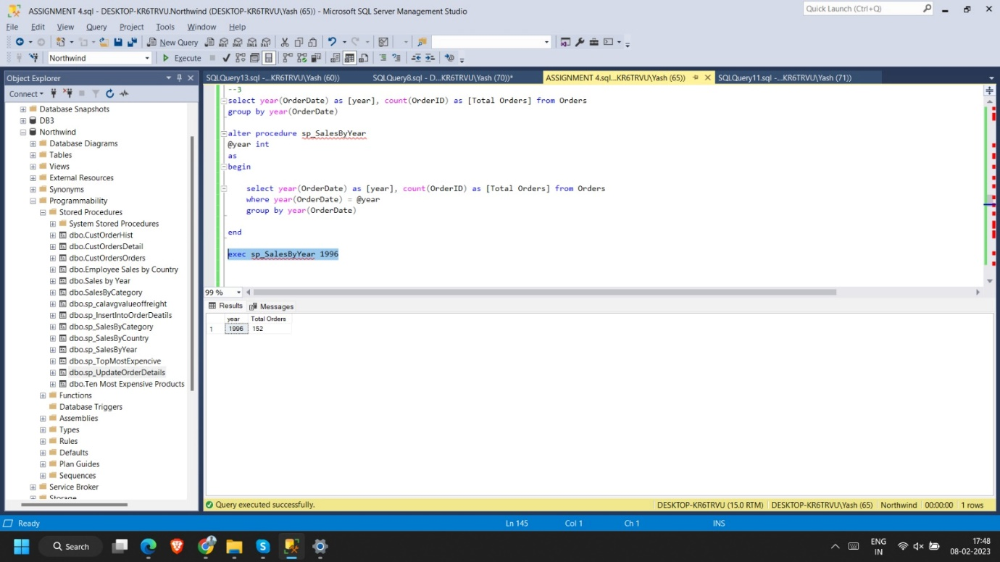 ASSIGNMENT 4.sql - DESKTOP-KR6TRVU.Northwind (DESKTOP-KR6TRVU\Yash (65)) - Microsoft SQL Server Management Studio
Quick Launch (Ctrl+Q)
File Edit View Query Project Tools Window Help
New Query
Northwind
Execute
Object Explorer
SQLQuery13.sql -...KR6TRVU\Yash (60))
SQLQuery8.sql - D...KR6TRVU\Yash (70))*
ASSIGNMENT 4.sql...KR6TRVU\Yash (65))
SQLQuery11.sql -...KR6TRVU\Yash (71))
Connect
Database Snapshots
DB3
Northwind
Database Diagrams
Tables
Views
External Resources
Synonyms
Programmability
Stored Procedures
System Stored Procedures
dbo.CustOrderHist
dbo.CustOrdersDetail
dbo.CustOrdersOrders
dbo.Employee Sales by Country
dbo.Sales by Year
dbo.SalesByCategory
dbo.sp_calavgvalueoffreight
dbo.sp_InsertIntoOrderDeatils
dbo.sp_SalesByCategory
dbo.sp_SalesByCountry
dbo.sp_SalesByYear
dbo.sp_TopMostExpencive
dbo.sp_UpdateOrderDetails
dbo.Ten Most Expensive Products
Functions
Database Triggers
Assemblies
Types
Rules
Defaults
Plan Guides
Sequences
Service Broker
Storage
--3
select year(OrderDate) as [year], count(OrderID) as [Total Orders] from Orders
group by year(OrderDate)
alter procedure sp_SalesByYear
@year int
as
begin
select year(OrderDate) as [year], count(OrderID) as [Total Orders] from Orders
where year(OrderDate) = @year
group by year(OrderDate)
end
exec sp_SalesByYear 1996
99 %
Results Messages
year Total Orders
1 1996 152
Query executed successfully.
DESKTOP-KR6TRVU (15.0 RTM) DESKTOP-KR6TRVU\Yash (65) Northwind 00:00:00 1 rows
Ready
Ln 145 Col 1 Ch 1 INS
Search
ENG
IN
17:48
08-02-2023